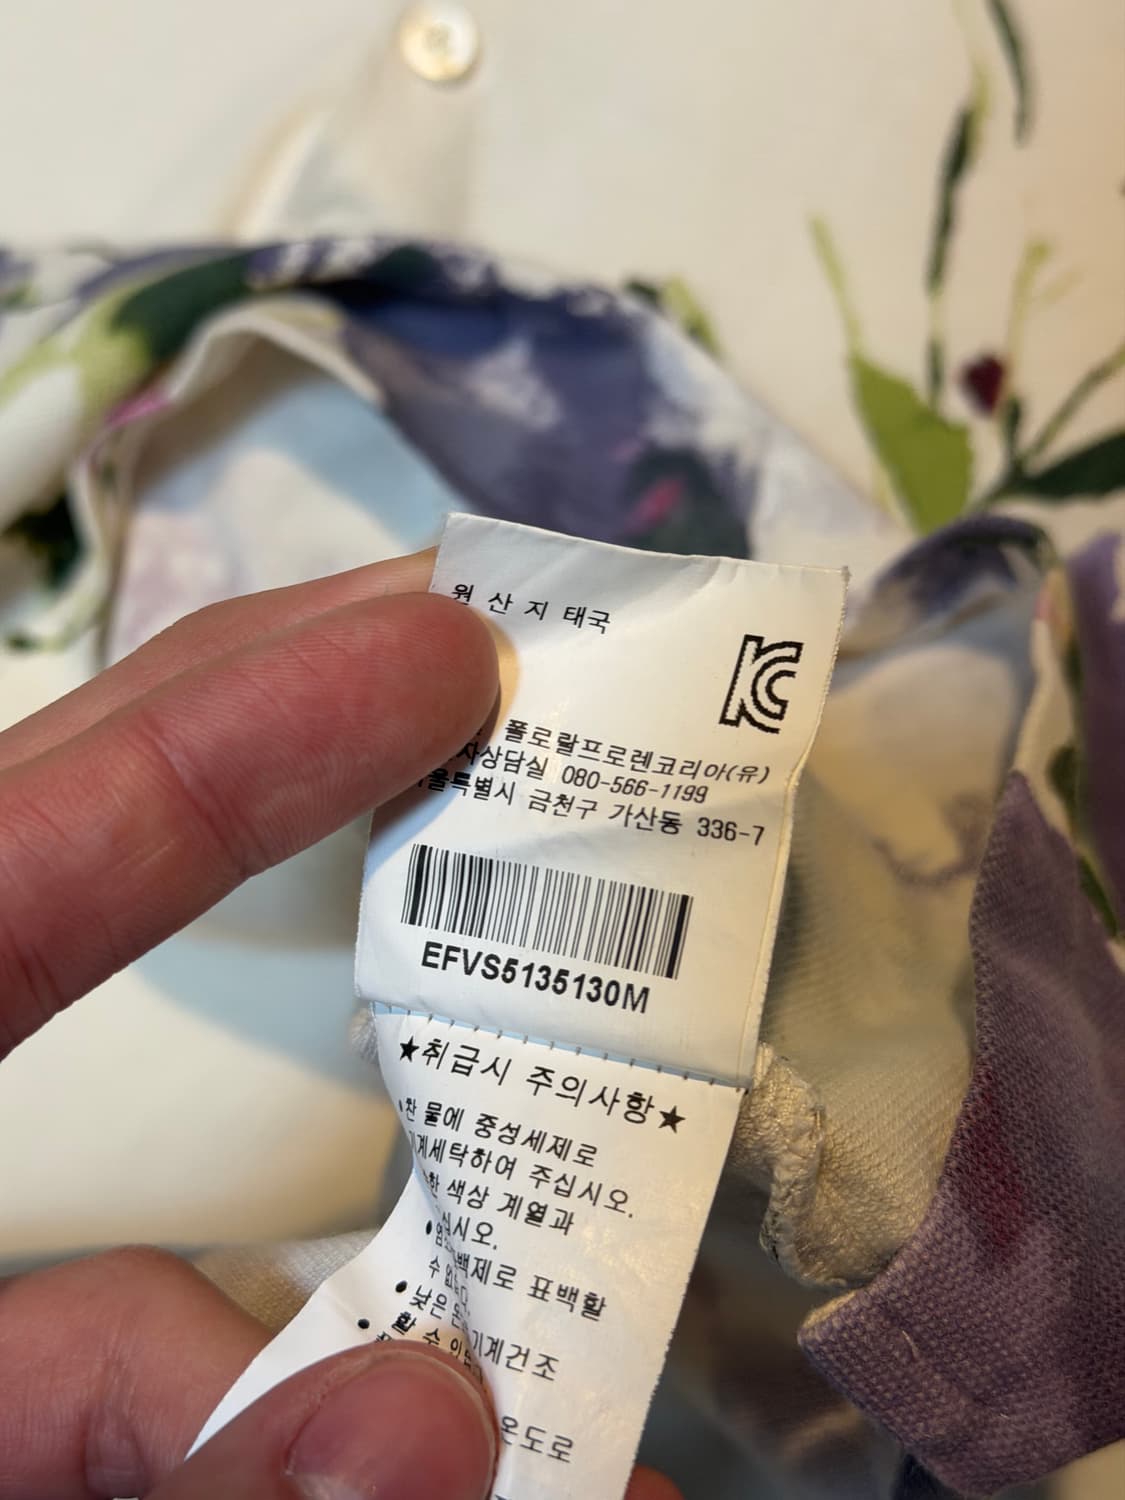 원 산 지 태국
폴로랄프로렌코리아(유)
자상담실 080-566-1199
울특별시 금천구 가산동 336-7
EFVS5135130M
★취급시 주의사항★
찬 물에 중성세제로
기계세탁하여 주십시오.
한 색상 계열과
십시오.
백제로 표백할
수 없
낮은 온 기계건조
할 수 있
온도로